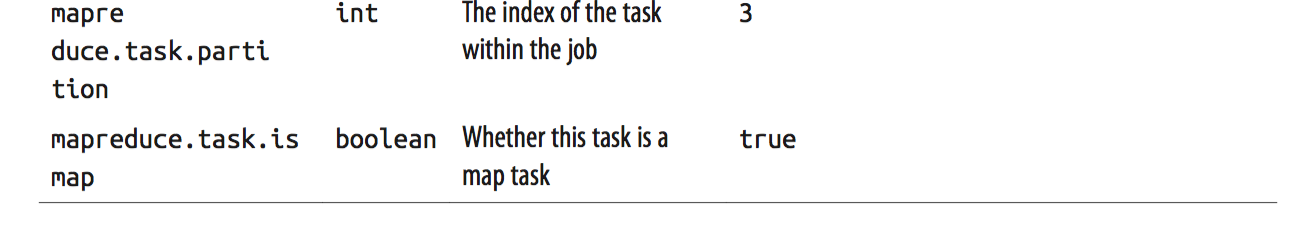 mapre int The index of the task 3
duce.task.parti within the job
tion
mapreduce.task.is boolean Whether this task is a true
map map task